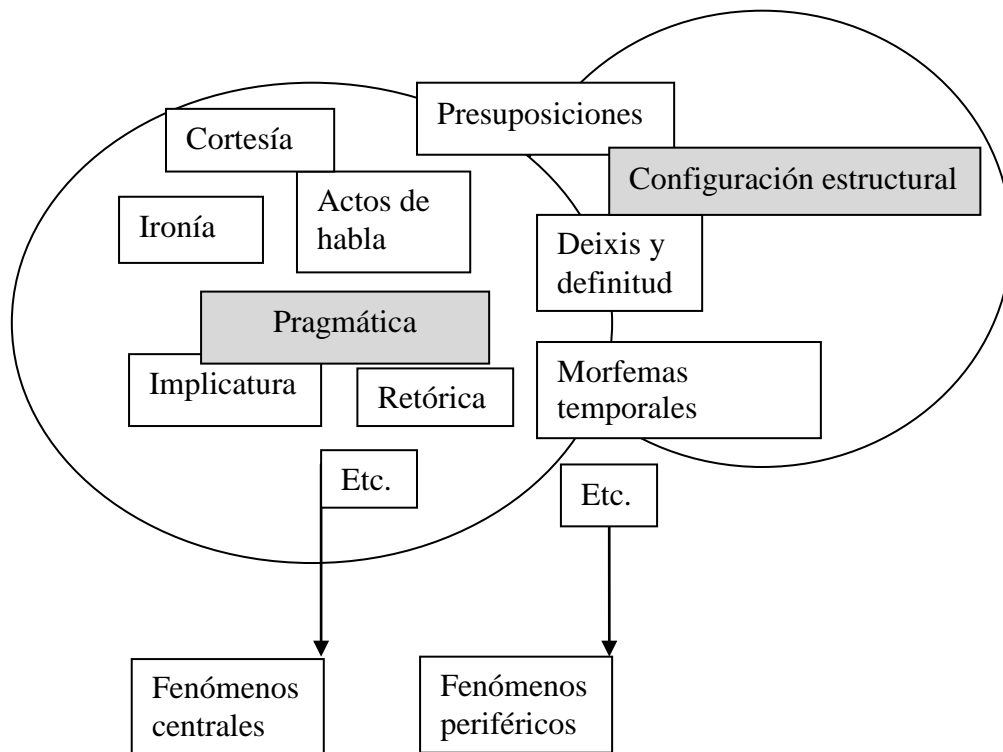 Presuposiciones
Cortesía
Configuración estructural
Actos de
habla
Ironía
Deixis y
definitud
Pragmática
Implicatura
Retórica
Morfemas
temporales
Etc.
Etc.
Fenómenos
centrales
Fenómenos
periféricos